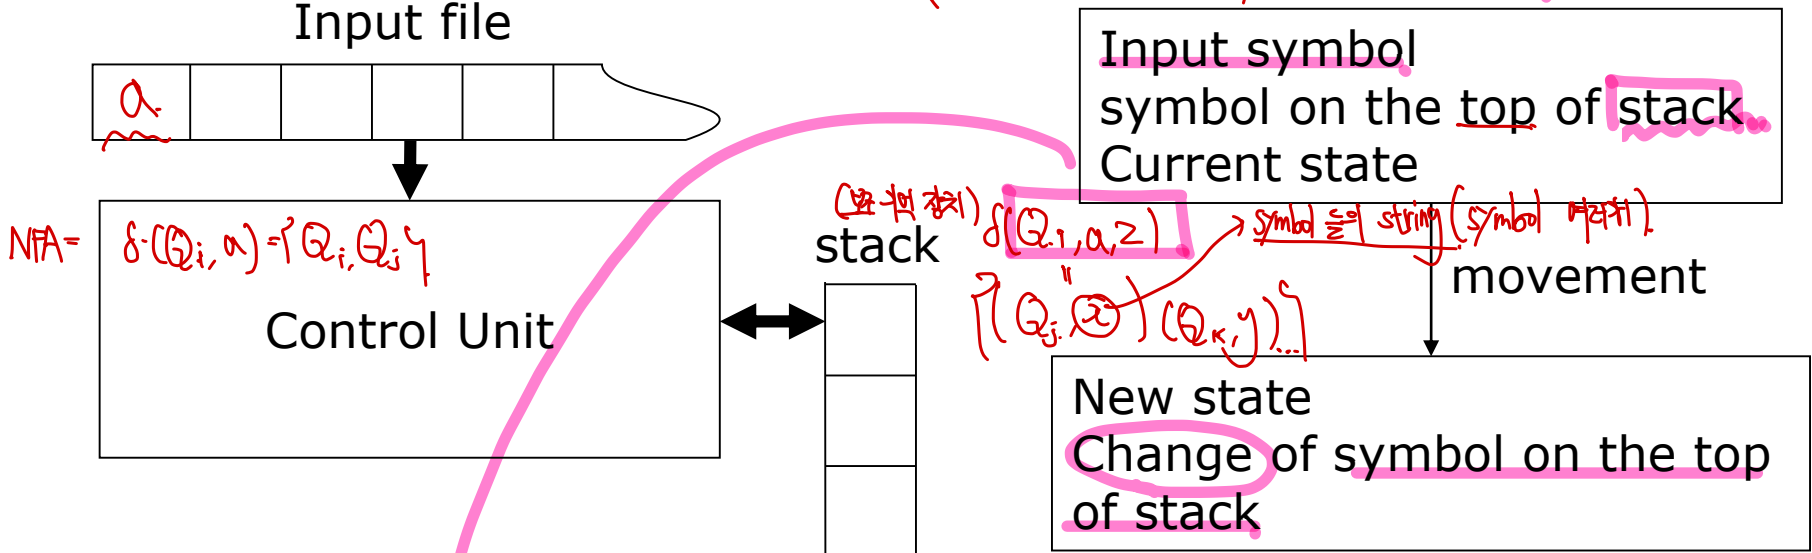 Input file
a
NFA= δ(Qi, a) = {Qi, Qj}
Control Unit
stack
Input symbol
symbol on the top of stack
Current state
δ(Qi, a, z)
symbol 들의 string (symbol 여러개)
"
{(Qj, x) (Qk, y) ... }
movement
New state
Change of symbol on the top
of stack